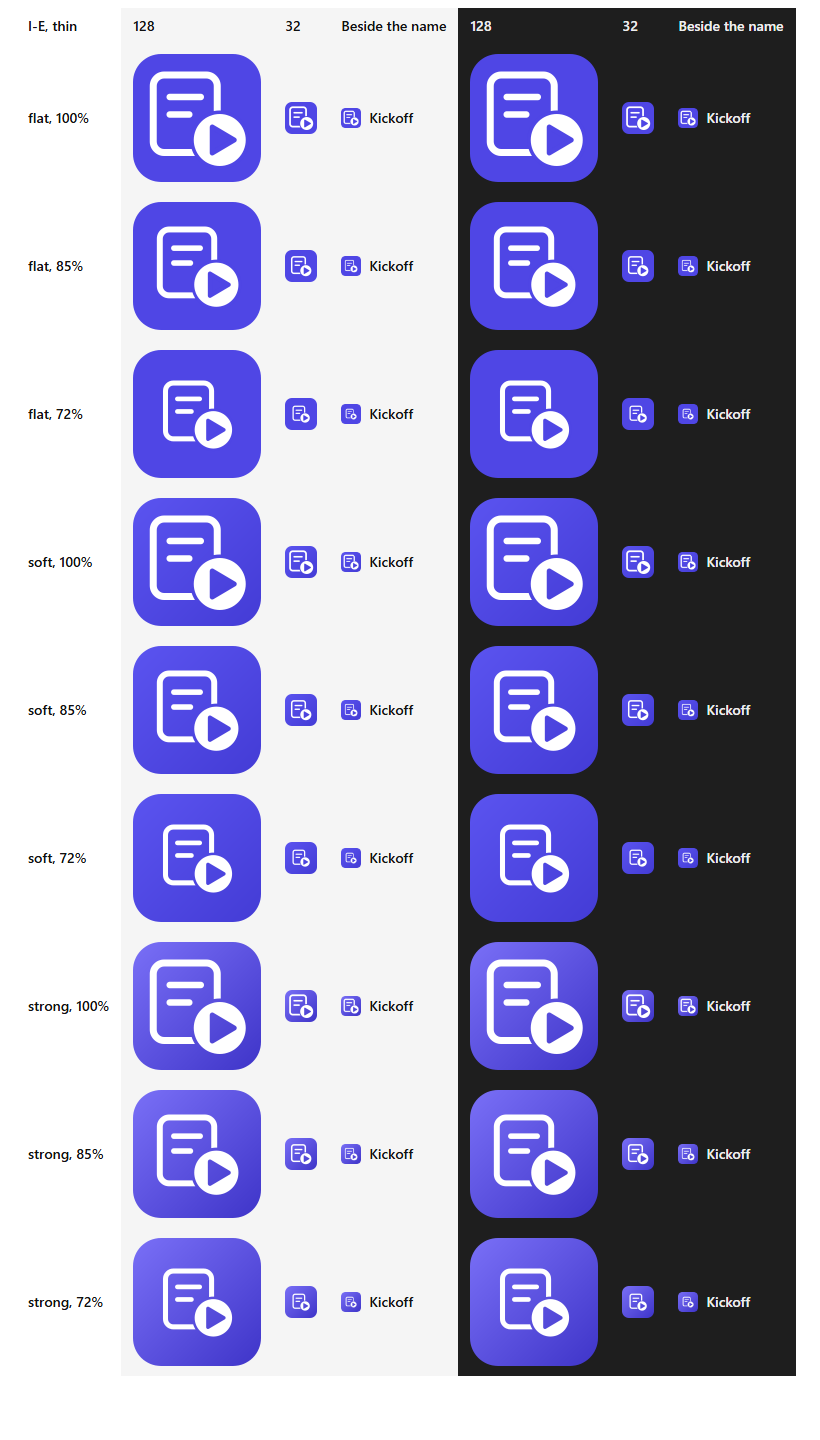 I-E, thin 128 32 Beside the name 128 32 Beside the name
flat, 100% Kickoff Kickoff
flat, 85% Kickoff Kickoff
flat, 72% Kickoff Kickoff
soft, 100% Kickoff Kickoff
soft, 85% Kickoff Kickoff
soft, 72% Kickoff Kickoff
strong, 100% Kickoff Kickoff
strong, 85% Kickoff Kickoff
strong, 72% Kickoff Kickoff